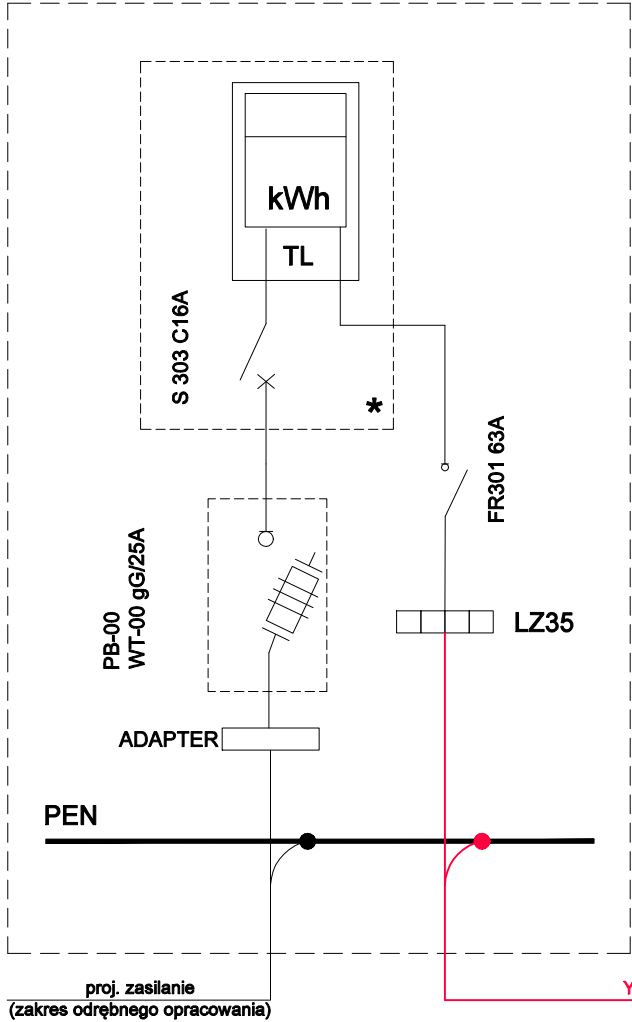 kWh
TL
S 303 C16A
*
FR301 63A
PB-00
WT-00 gG/25A
LZ35
ADAPTER
PEN
proj. zasilanie
(zakres odrębnego opracowania)
Y